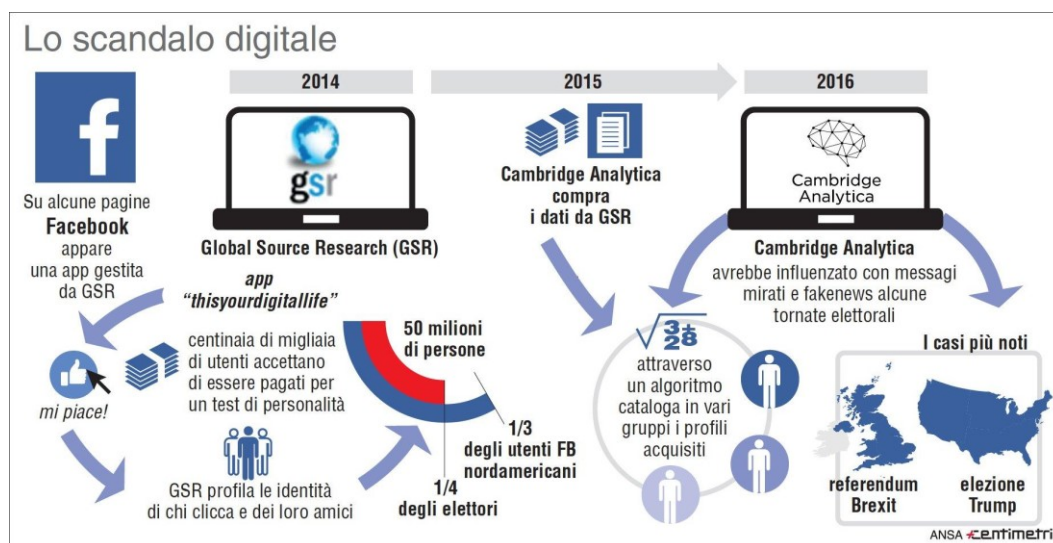 Lo scandalo digitale
f
Su alcune pagine
Facebook
appare
una app gestita
da GSR
mi piace!
2014
gsr
Global Source Research (GSR)
app
“thisyourdigitallife”
centinaia di migliaia
di utenti accettano
di essere pagati per
un test di personalità
GSR profila le identità
di chi clicca e dei loro amici
50 milioni
di persone
1/3
degli utenti FB
nordamericani
1/4
degli elettori
2015
Cambridge Analytica
compra
i dati da GSR
2016
Cambridge
Analytica
Cambridge Analytica
avrebbe influenzato con messagi
mirati e fakenews alcune
tornate elettorali
√3±
28
attraverso
un algoritmo
cataloga in vari
gruppi i profili
acquisiti
I casi più noti
referendum
Brexit
elezione
Trump
ANSA centimetri